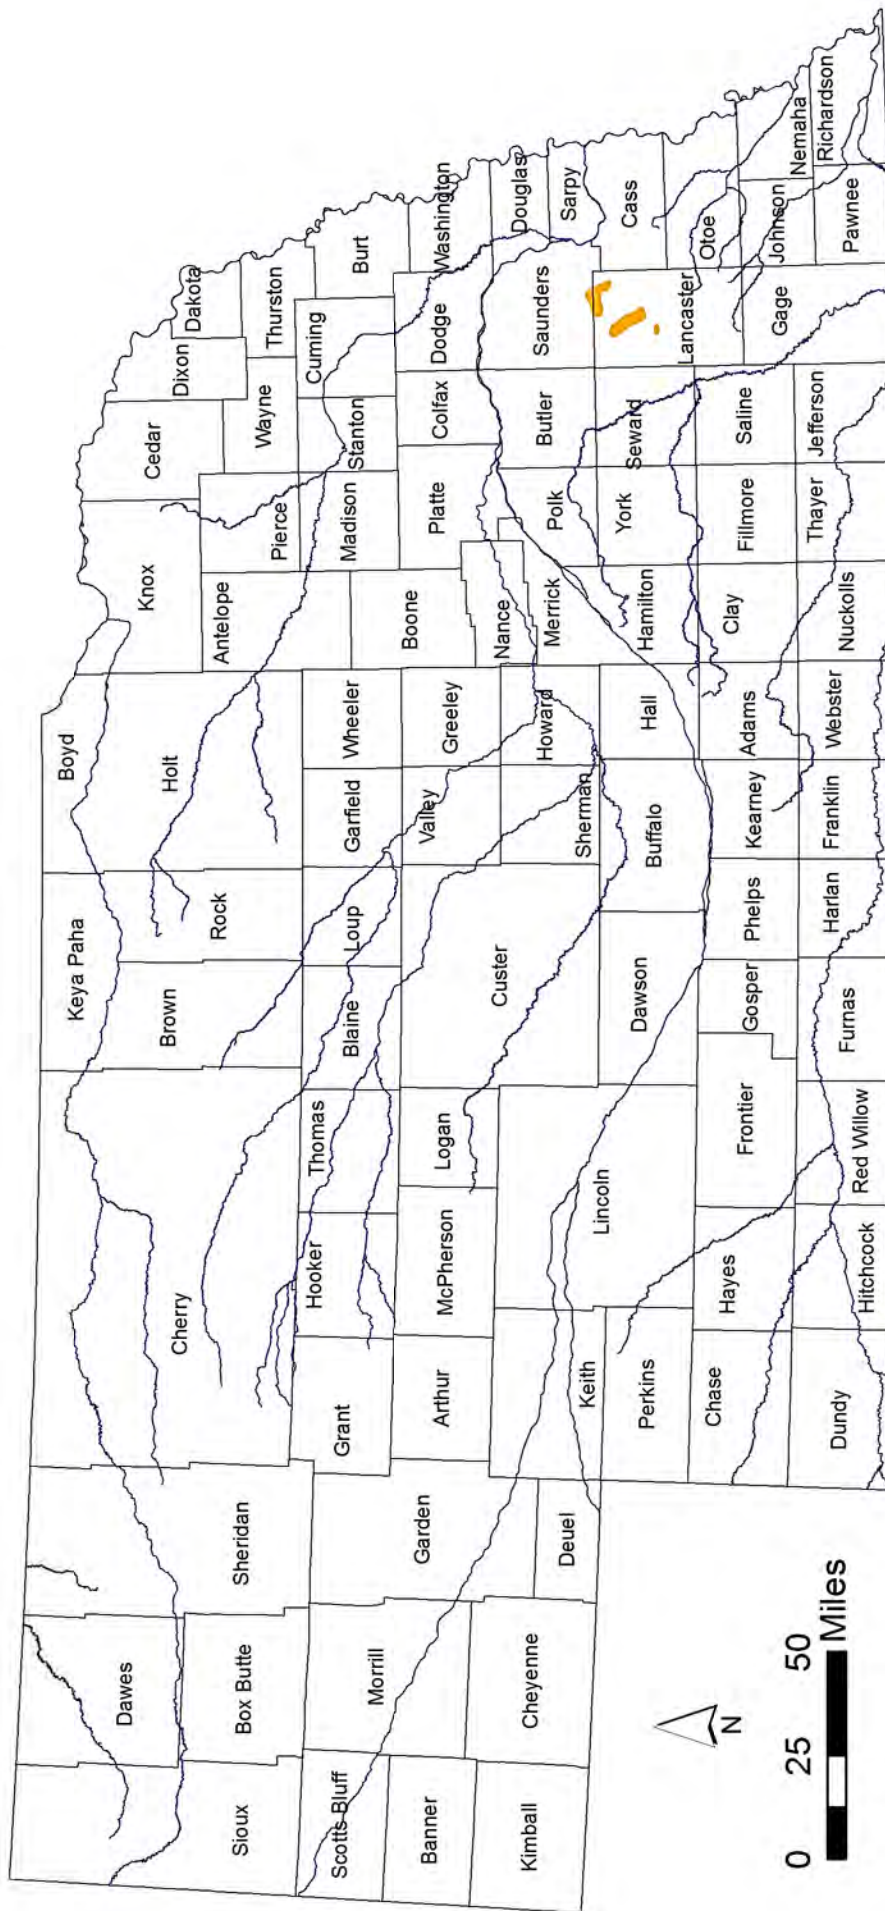 Sioux
Dawes
Box Butte
Sheridan
Scotts Bluff
Banner
Kimball
Morrill
Cheyenne
Garden
Deuel
Cherry
Grant
Hooker
Thomas
Arthur
McPherson
Logan
Keith
Perkins
Lincoln
Chase
Hayes
Frontier
Dundy
Hitchcock
Red Willow
Keya Paha
Brown
Rock
Blaine
Loup
Custer
Dawson
Gosper
Phelps
Furnas
Harlan
Boyd
Holt
Garfield
Wheeler
Valley
Greeley
Sherman
Howard
Buffalo
Hall
Kearney
Adams
Franklin
Webster
Knox
Antelope
Pierce
Boone
Madison
Nance
Platte
Merrick
Polk
Hamilton
York
Clay
Fillmore
Nuckolls
Thayer
Cedar
Dixon
Dakota
Wayne
Thurston
Stanton
Cuming
Burt
Colfax
Dodge
Washington
Butler
Saunders
Douglas
Sarpy
Seward
Lancaster
Cass
Saline
Otoe
Jefferson
Gage
Johnson
Nemaha
Pawnee
Richardson
N
0 25 50
Miles